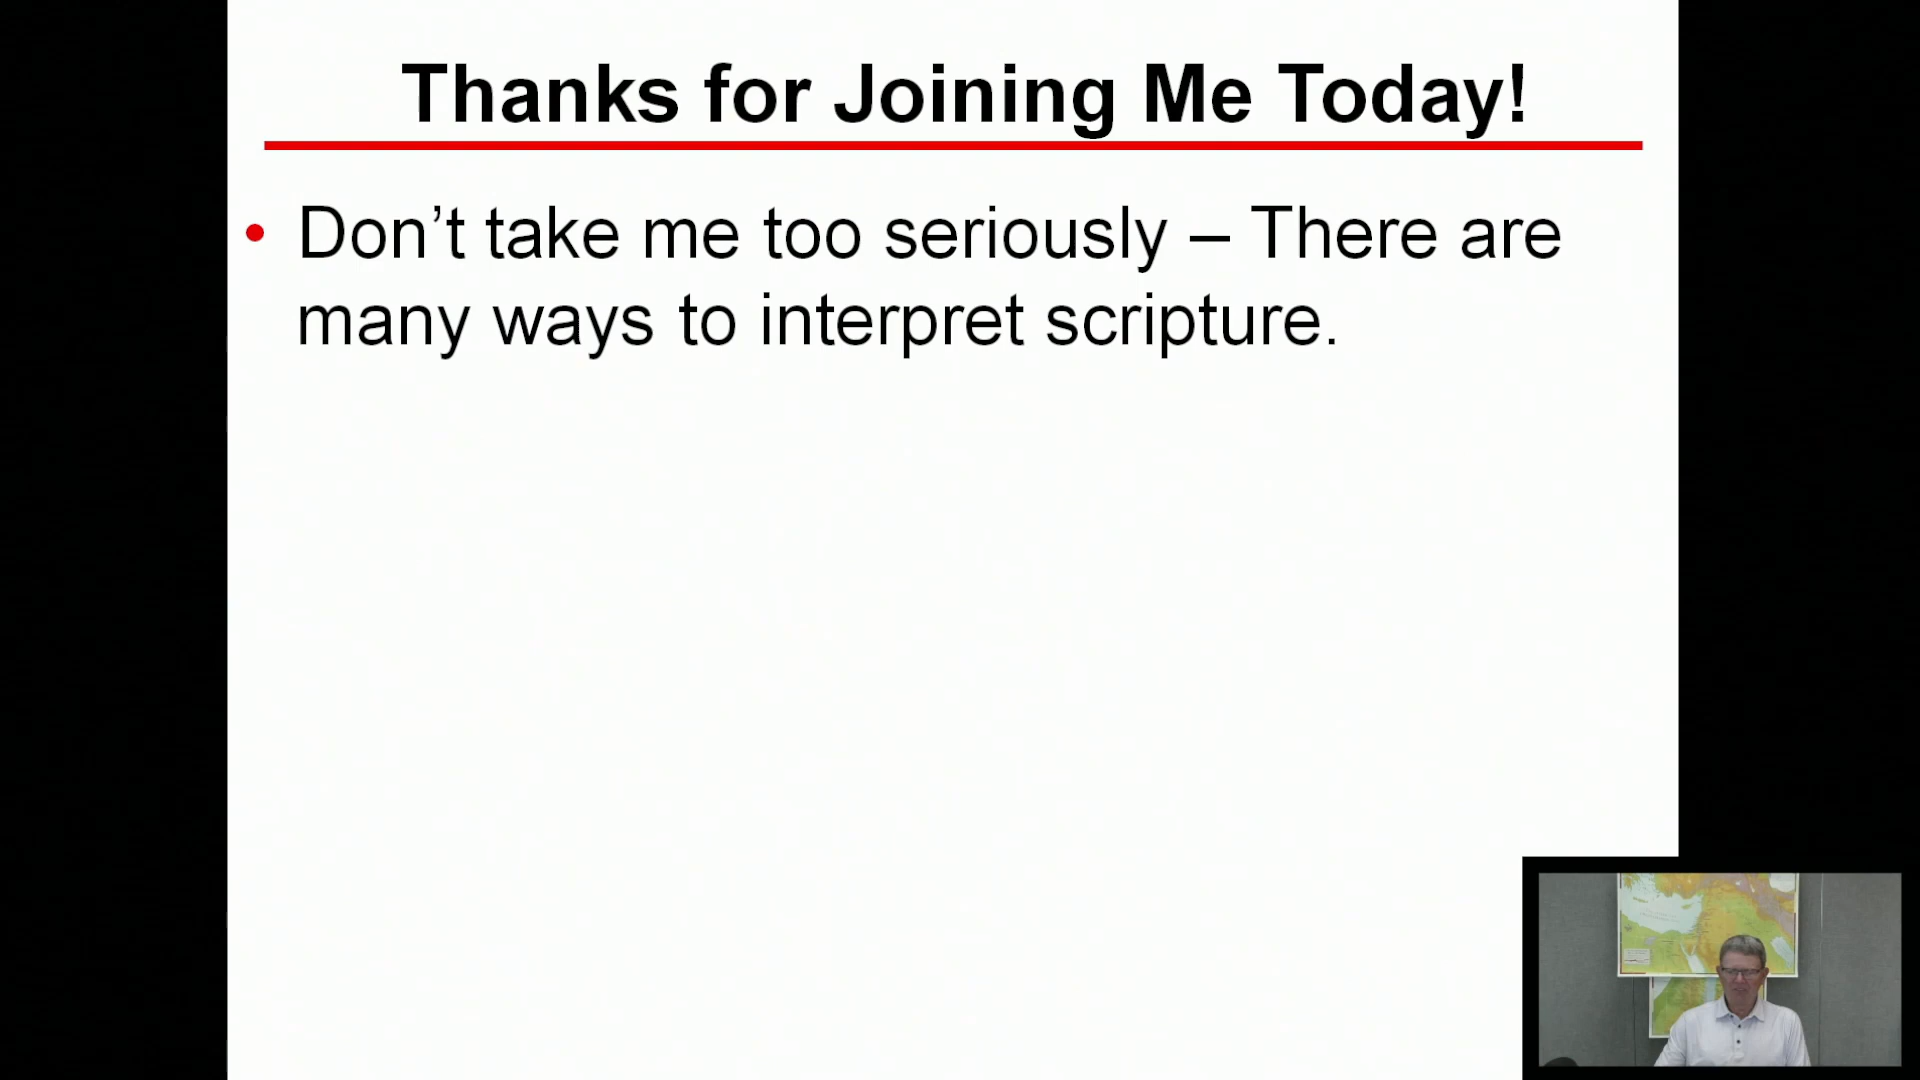 Thanks for Joining Me Today!
• Don’t take me too seriously – There are
many ways to interpret scripture.